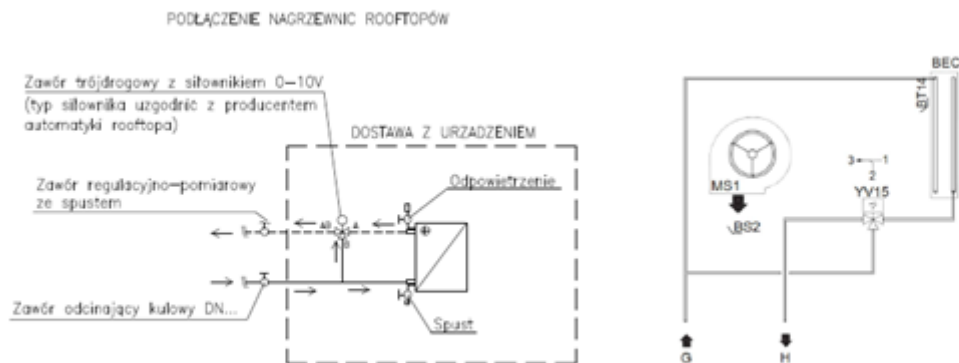 PODŁĄCZENIE NAGRZEWNIC ROOFTOPÓW
Zawór trójdrogowy z siłownikiem 0–10V
(typ siłownika uzgodnić z producentem
automatyki rooftopa)
DOSTAWA Z URZADZENIEM
Zawór regulacyjno–pomiarowy
ze spustem
Odpowietrzenie
AB
A
B
Zawór odcinający kulowy DN...
Spust
BEC
BT14
MS1
BS2
3
1
2
YV15
G
H